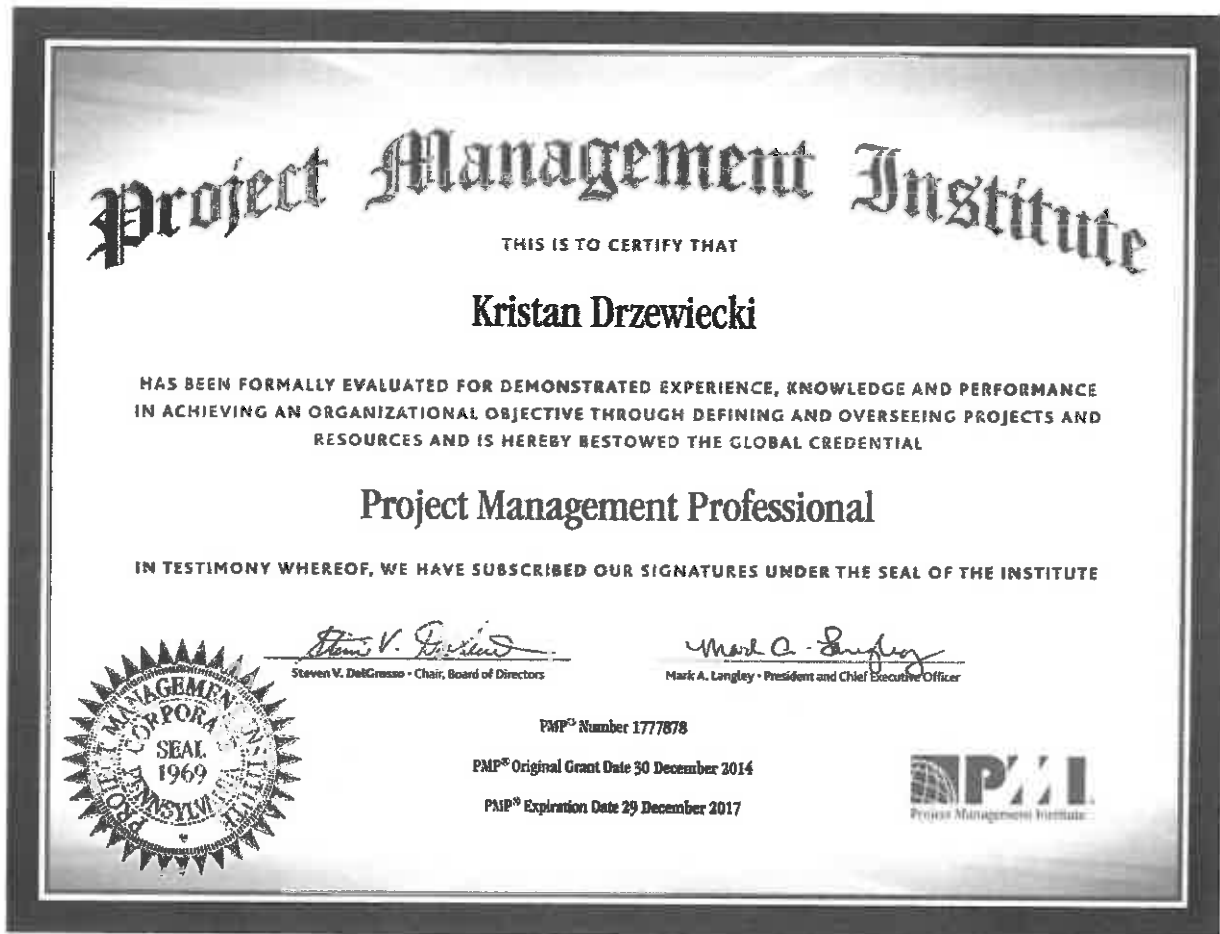 Project Management Institute
THIS IS TO CERTIFY THAT
Kristan Drzewiecki
HAS BEEN FORMALLY EVALUATED FOR DEMONSTRATED EXPERIENCE, KNOWLEDGE AND PERFORMANCE
IN ACHIEVING AN ORGANIZATIONAL OBJECTIVE THROUGH DEFINING AND OVERSEEING PROJECTS AND
RESOURCES AND IS HEREBY BESTOWED THE GLOBAL CREDENTIAL
Project Management Professional
IN TESTIMONY WHEREOF, WE HAVE SUBSCRIBED OUR SIGNATURES UNDER THE SEAL OF THE INSTITUTE
Steven V. DelGrosso • Chair, Board of Directors
Mark A. Langley
Mark A. Langley • President and Chief Executive Officer
PROJECT MANAGEMENT INSTITUTE
CORPORATE
SEAL
1969
PENNSYLVANIA
PMP® Number 1777878
PMP® Original Grant Date 30 December 2014
PMP® Expiration Date 29 December 2017
PMI
Project Management Institute